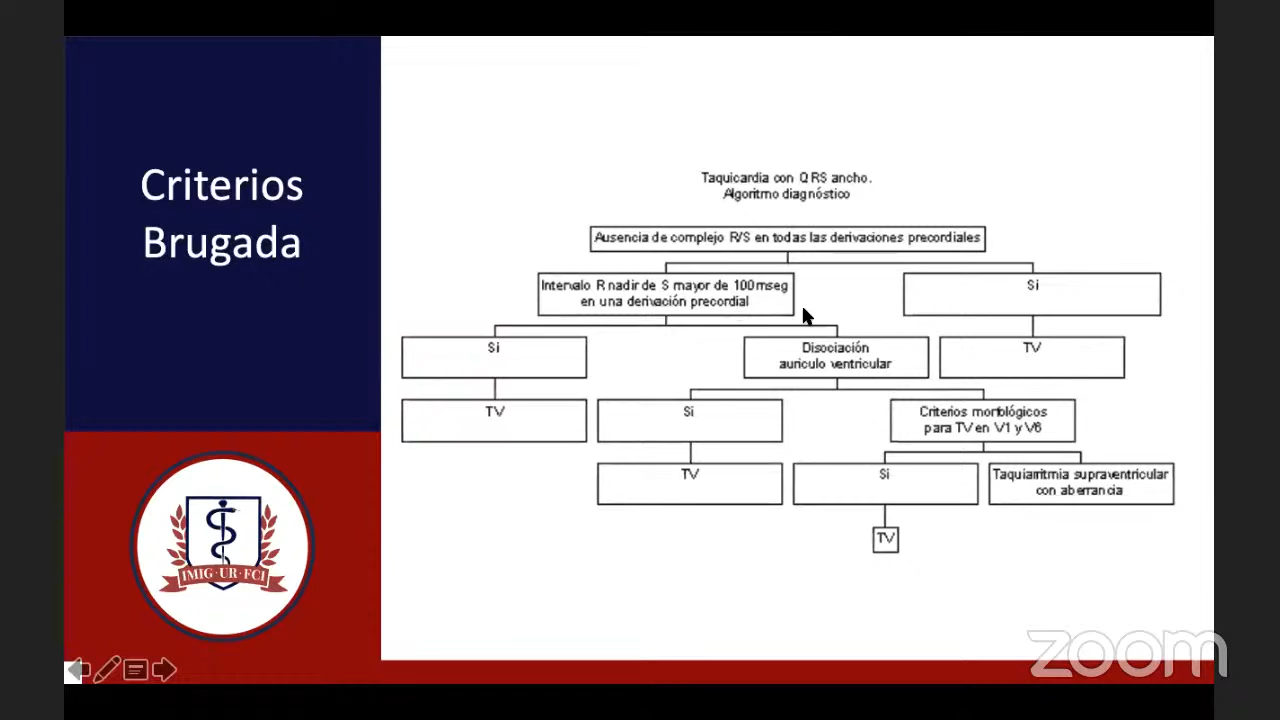 Criterios
Brugada
Taquicardia con QRS ancho.
Algoritmo diagnóstico
Ausencia de complejo R/S en todas las derivaciones precordiales
Intervalo R nadir de S mayor de 100mseg
en una derivación precordial
Si
Si
Disociación
auriculo ventricular
TV
TV
Si
Criterios morfológicos
para TV en V1 y V6
TV
Si
Taquiarritmia supraventricular
con aberrancia
TV
IMIG·UR·FCI
zoom